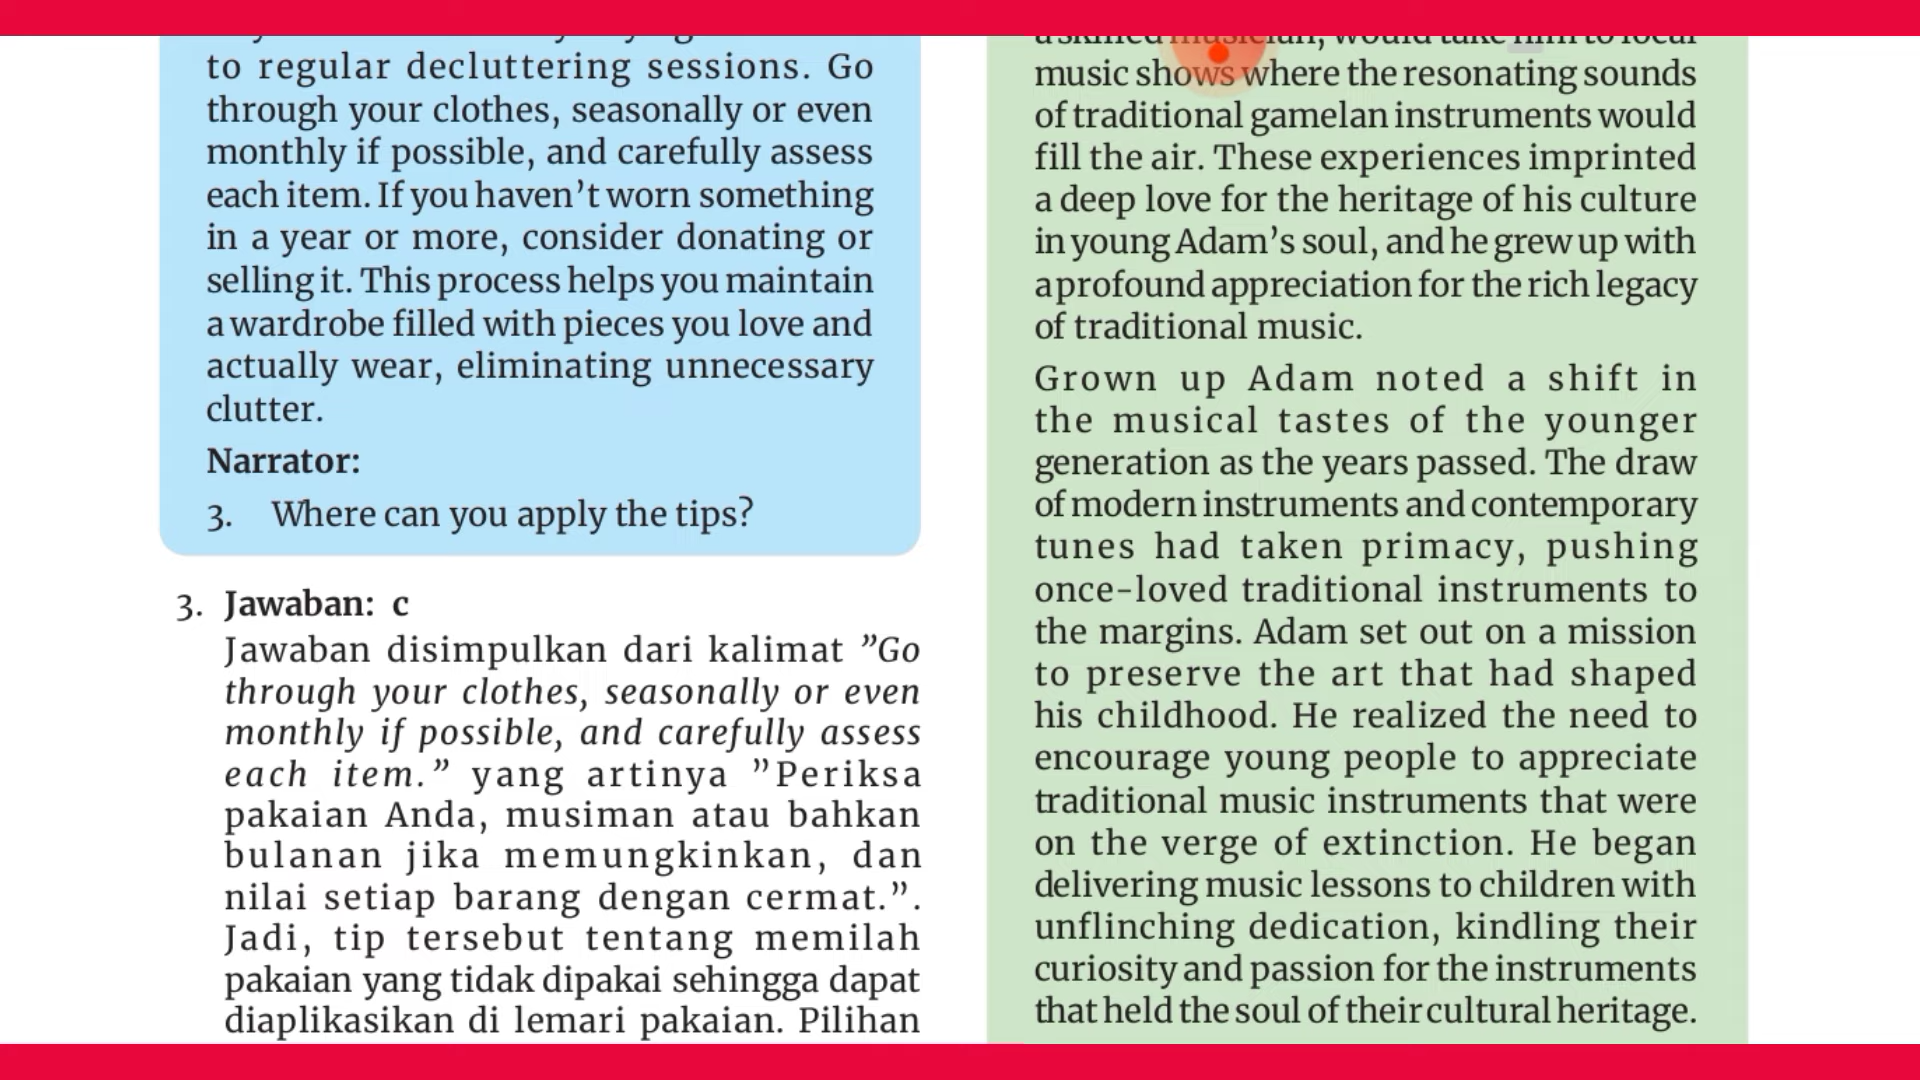 to regular decluttering sessions. Go
through your clothes, seasonally or even
monthly if possible, and carefully assess
each item. If you haven’t worn something
in a year or more, consider donating or
selling it. This process helps you maintain
a wardrobe filled with pieces you love and
actually wear, eliminating unnecessary
clutter.
Narrator:
3. Where can you apply the tips?
3. Jawaban: c
Jawaban disimpulkan dari kalimat ”Go
through your clothes, seasonally or even
monthly if possible, and carefully assess
each item.” yang artinya ”Periksa
pakaian Anda, musiman atau bahkan
bulanan jika memungkinkan, dan
nilai setiap barang dengan cermat.”.
Jadi, tip tersebut tentang memilah
pakaian yang tidak dipakai sehingga dapat
diaplikasikan di lemari pakaian. Pilihan
a skilled musician, would take him to local
music shows where the resonating sounds
of traditional gamelan instruments would
fill the air. These experiences imprinted
a deep love for the heritage of his culture
in young Adam’s soul, and he grew up with
a profound appreciation for the rich legacy
of traditional music.
Grown up Adam noted a shift in
the musical tastes of the younger
generation as the years passed. The draw
of modern instruments and contemporary
tunes had taken primacy, pushing
once-loved traditional instruments to
the margins. Adam set out on a mission
to preserve the art that had shaped
his childhood. He realized the need to
encourage young people to appreciate
traditional music instruments that were
on the verge of extinction. He began
delivering music lessons to children with
unflinching dedication, kindling their
curiosity and passion for the instruments
that held the soul of their cultural heritage.